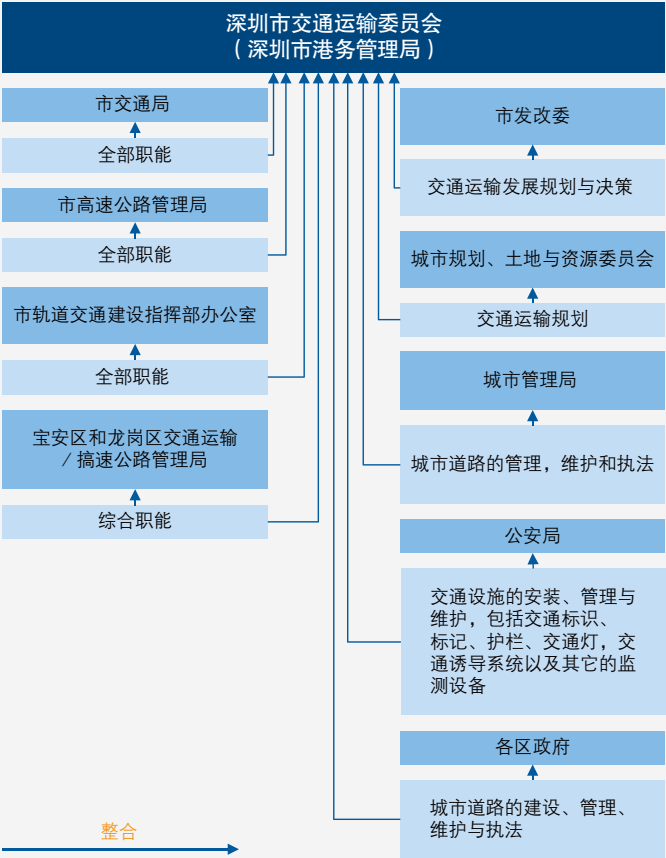 深圳市交通运输委员会
（深圳市港务管理局）
市交通局
全部职能
市高速公路管理局
全部职能
市轨道交通建设指挥部办公室
全部职能
宝安区和龙岗区交通运输
/ 搞速公路管理局
综合职能
市发改委
交通运输发展规划与决策
城市规划、土地与资源委员会
交通运输规划
城市管理局
城市道路的管理，维护和执法
公安局
交通设施的安装、管理与
维护，包括交通标识、
标记、护栏、交通灯，交
通诱导系统以及其它的监
测设备
各区政府
城市道路的建设、管理、
维护与执法
整合